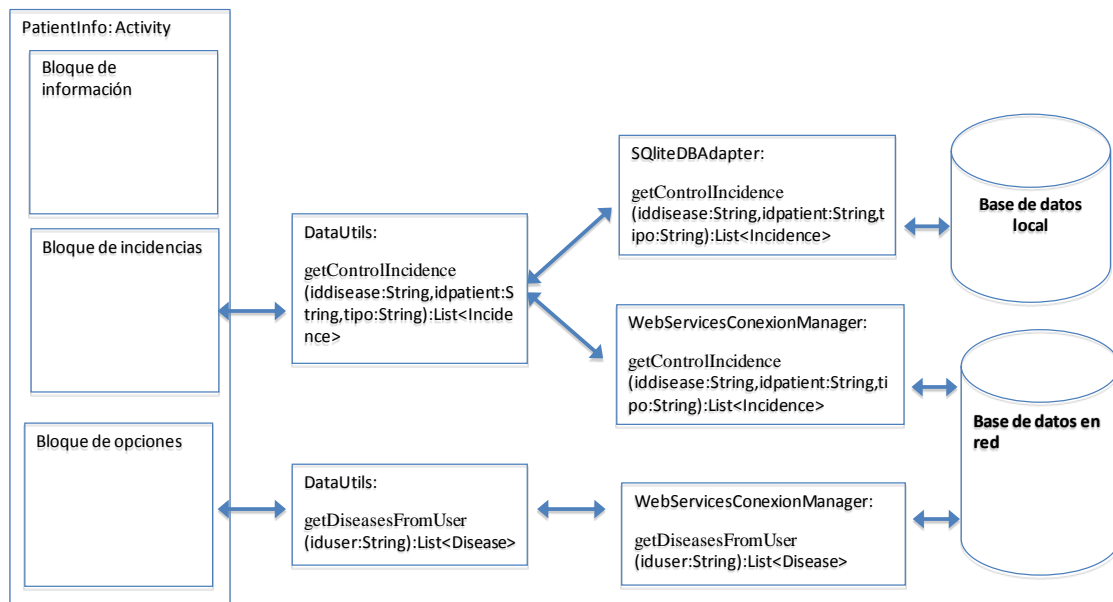 PatientInfo: Activity
Bloque de
información
Bloque de incidencias
Bloque de opciones
DataUtils:
getControlIncidence
(iddisease:String,idpatient:S
tring,tipo:String):List<Incide
nce>
SQliteDBAdapter:
getControlIncidence
(iddisease:String,idpatient:String,t
ipo:String):List<Incidence>
Base de datos
local
WebServicesConexionManager:
getControlIncidence
(iddisease:String,idpatient:String,ti
po:String):List<Incidence>
Base de datos en
red
DataUtils:
getDiseasesFromUser
(iduser:String):List<Disease>
WebServicesConexionManager:
getDiseasesFromUser
(iduser:String):List<Disease>